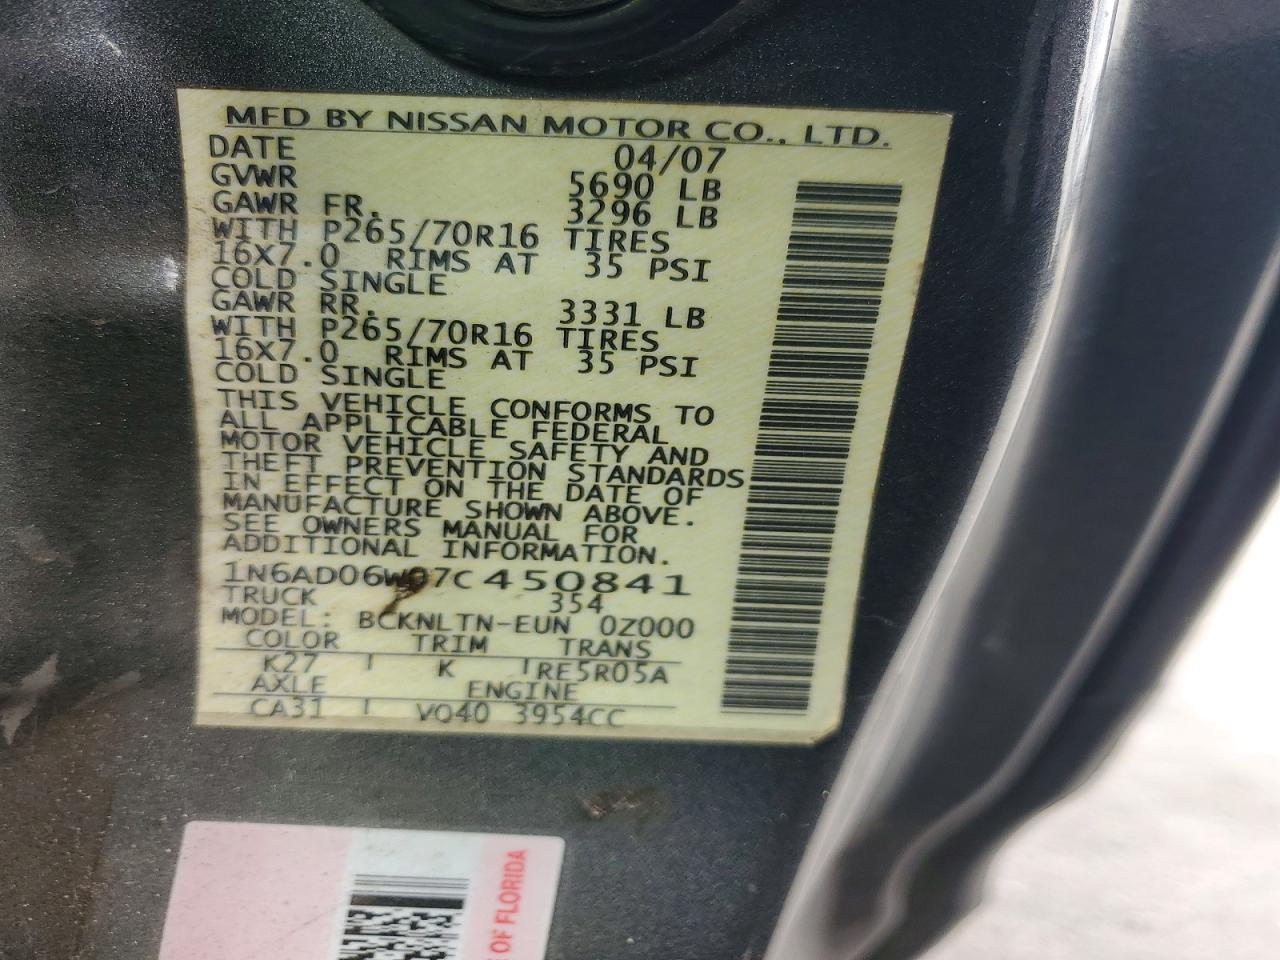 MFD BY NISSAN MOTOR CO., LTD.
DATE 04/07
GVWR 5690 LB
GAWR FR. 3296 LB
WITH P265/70R16 TIRES
16X7.0 RIMS AT 35 PSI
COLD SINGLE
GAWR RR. 3331 LB
WITH P265/70R16 TIRES
16X7.0 RIMS AT 35 PSI
COLD SINGLE
THIS VEHICLE CONFORMS TO
ALL APPLICABLE FEDERAL
MOTOR VEHICLE SAFETY AND
THEFT PREVENTION STANDARDS
IN EFFECT ON THE DATE OF
MANUFACTURE SHOWN ABOVE.
SEE OWNERS MANUAL FOR
ADDITIONAL INFORMATION.
1N6AD06W07C450841
TRUCK 354
MODEL: BCKNLTN-EUN 0Z000
COLOR TRIM TRANS
K27 K RE5R05A
AXLE ENGINE
CA31 VQ40 3954CC
OF FLORIDA